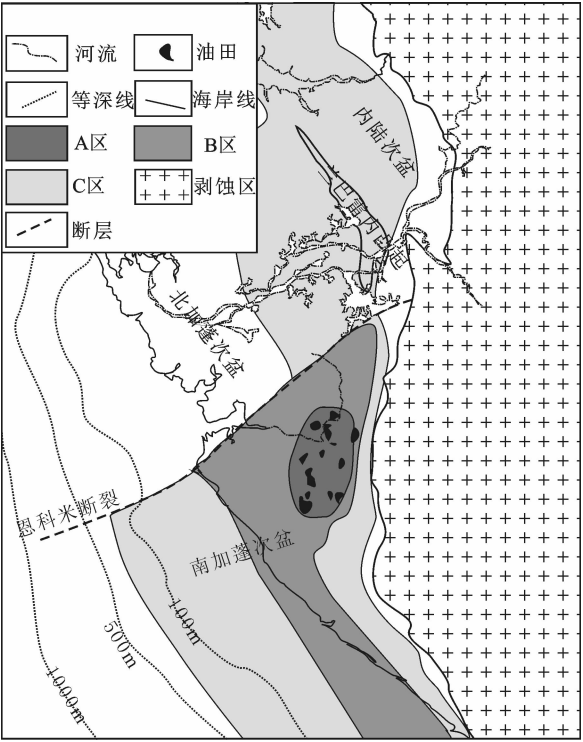 河流
油田
等深线
海岸线
A区
B区
C区
剥蚀区
断层
内陆次盆
巴雷内凸起
北加蓬次盆
恩科米断裂
南加蓬次盆
100m
500m
1000m